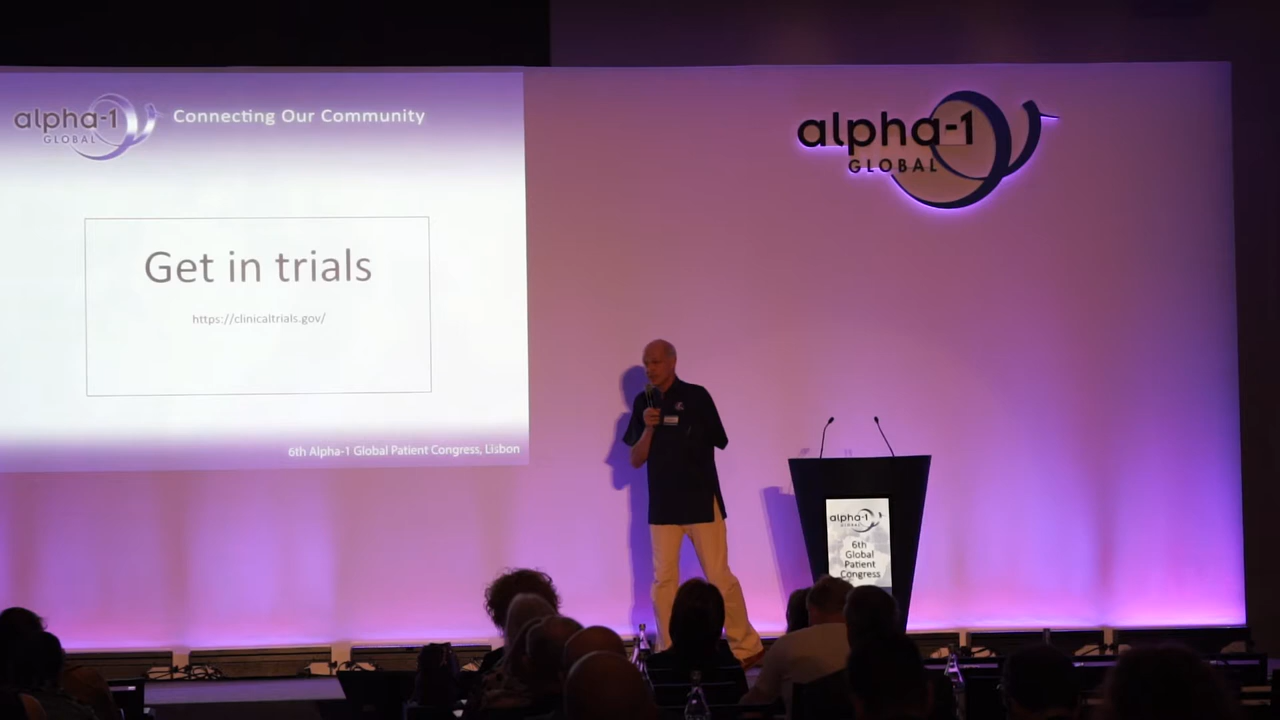 alpha-1
GLOBAL
Connecting Our Community
Get in trials
https://clinicaltrials.gov/
6th Alpha-1 Global Patient Congress, Lisbon
alpha-1
GLOBAL
alpha-1
GLOBAL
6th
Global
Patient
Congress